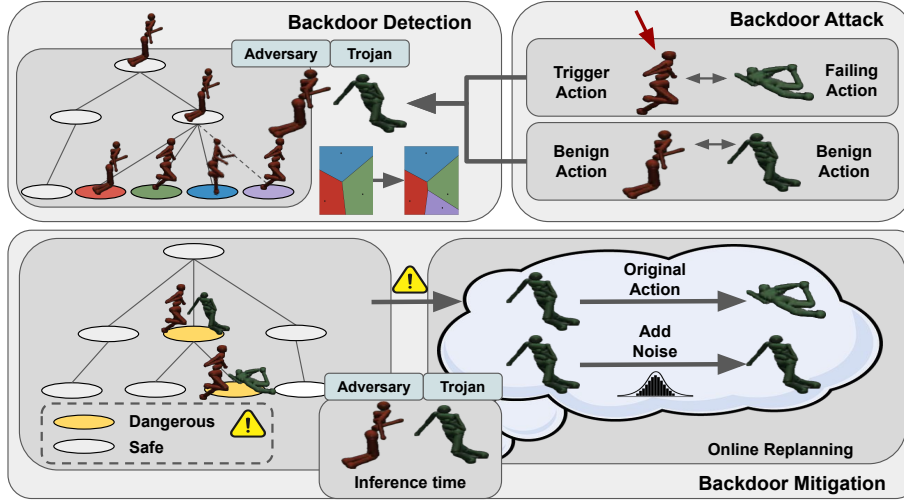 Backdoor Detection
Adversary
Trojan
Backdoor Attack
Trigger
Action
Failing
Action
Benign
Action
Benign
Action
Original
Action
Add
Noise
Adversary
Trojan
Dangerous
Safe
Inference time
Online Replanning
Backdoor Mitigation